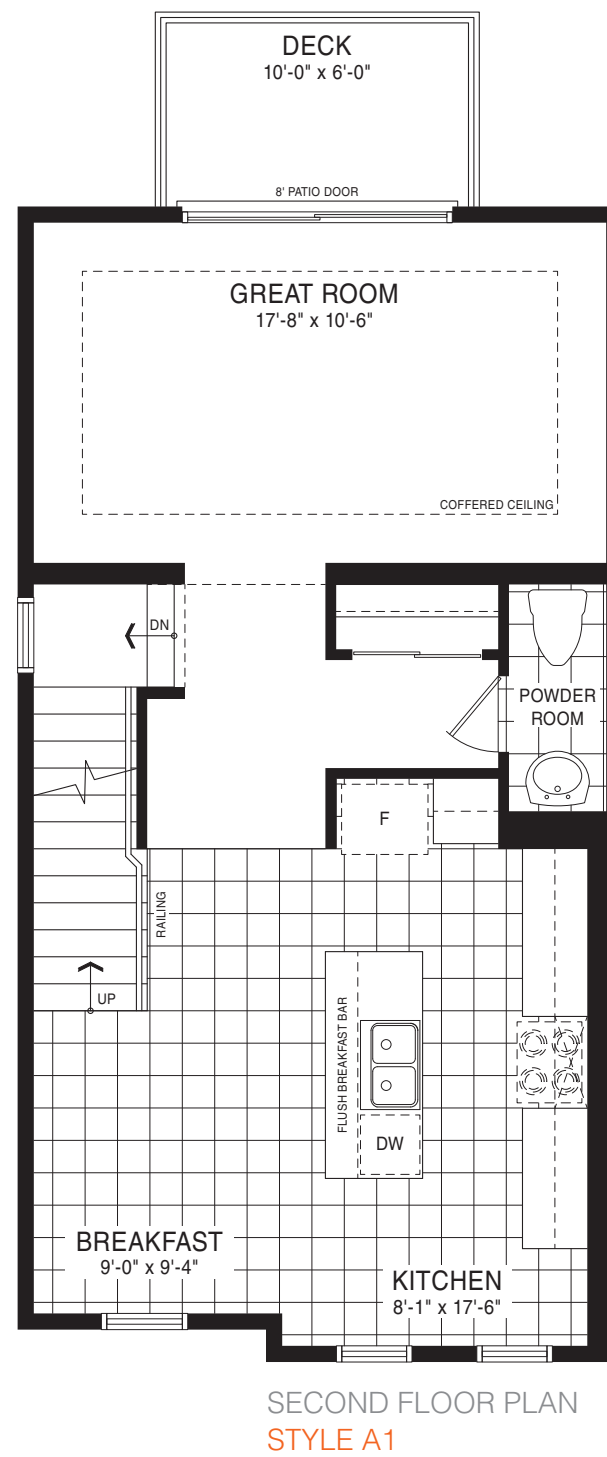 DECK
10'-0" x 6'-0"
8' PATIO DOOR
GREAT ROOM
17'-8" x 10'-6"
COFFERED CEILING
DN
POWDER
ROOM
F
RAILING
UP
FLUSH BREAKFAST BAR
DW
BREAKFAST
9'-0" x 9'-4"
KITCHEN
8'-1" x 17'-6"
SECOND FLOOR PLAN
STYLE A1